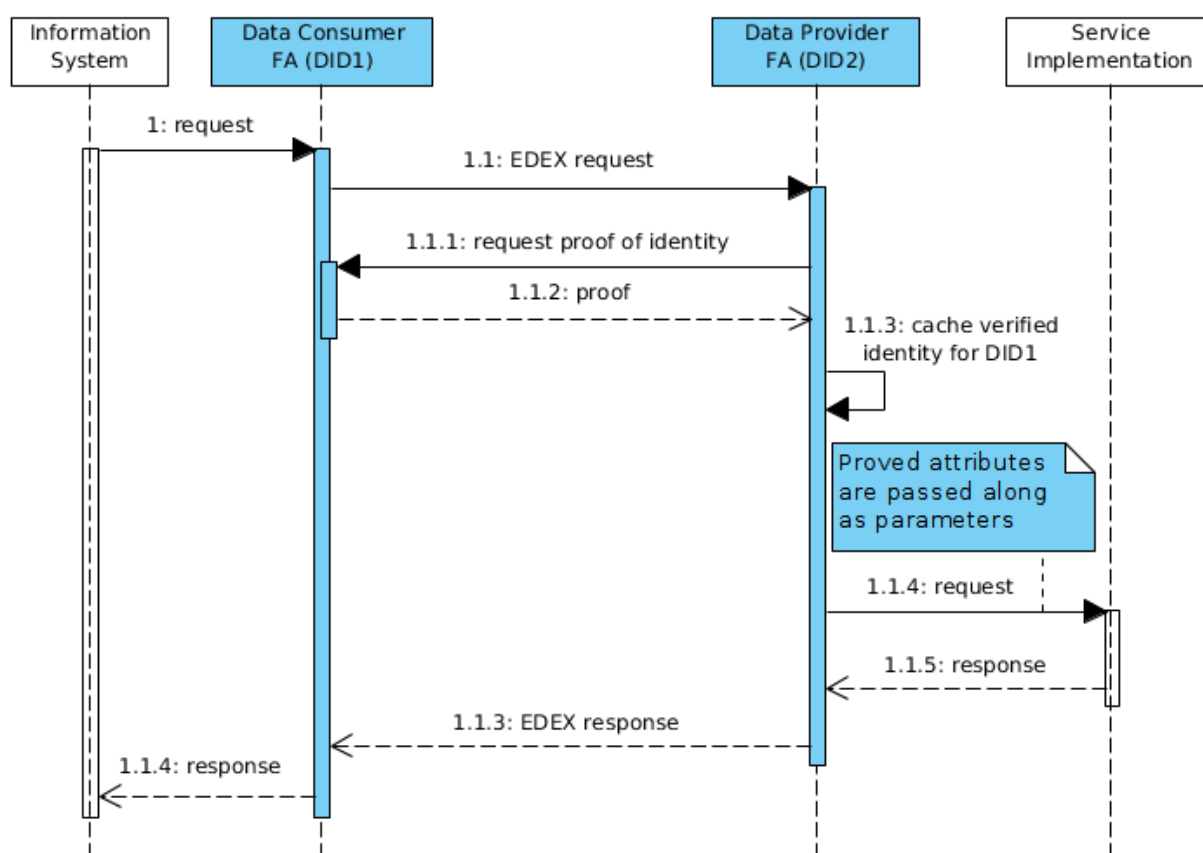 Information
System
Data Consumer
FA (DID1)
Data Provider
FA (DID2)
Service
Implementation
1: request
1.1: EDEX request
1.1.1: request proof of identity
1.1.2: proof
1.1.3: cache verified
identity for DID1
Proved attributes
are passed along
as parameters
1.1.4: request
1.1.5: response
1.1.3: EDEX response
1.1.4: response